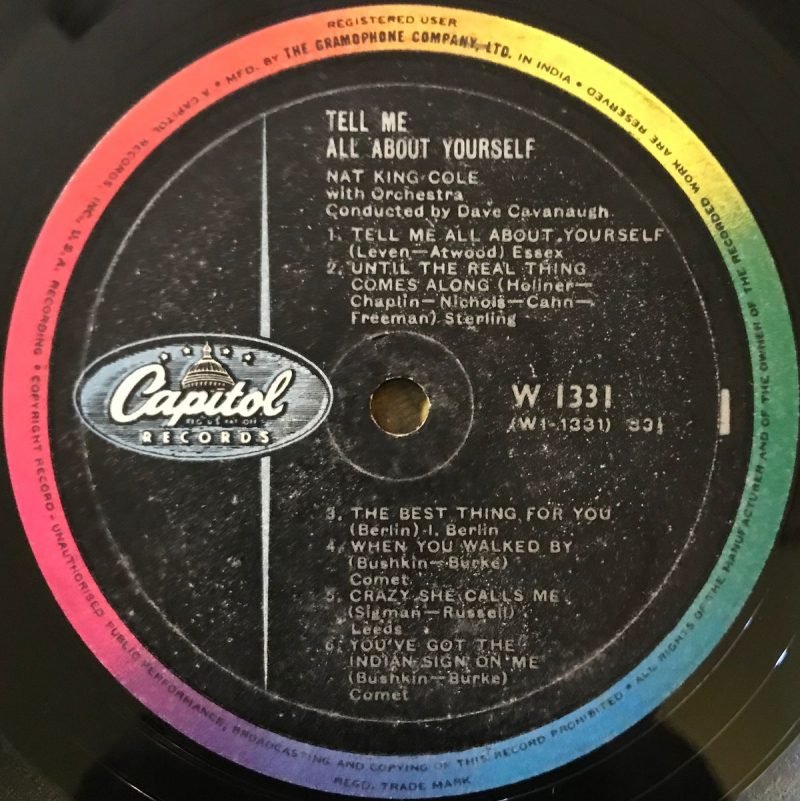 REGISTERED USER
A CAPITOL RECORDS, INC., U.S.A. RECORDING • MFD. BY THE GRAMOPHONE COMPANY, LTD. IN INDIA • COPYRIGHT RECORD - UNAUTHORISED PUBLIC PERFORMANCE, BROADCASTING AND COPYING OF THIS RECORD PROHIBITED • ALL RIGHTS OF THE MANUFACTURER AND OF THE OWNER OF THE RECORDED WORK ARE RESERVED
REGD. TRADE MARK
TELL ME
ALL ABOUT YOURSELF
NAT KING COLE
with Orchestra
Conducted by Dave Cavanaugh
1. TELL ME ALL ABOUT YOURSELF
(Leven—Atwood) Essex
2. UNTIL THE REAL THING
COMES ALONG (Holiner—
Chaplin—Nichols—Cahn—
Freeman) Sterling
Capitol
RECORDS
W 1331
(W1-1331) 33⅓
3. THE BEST THING FOR YOU
(Berlin) I. Berlin
4. WHEN YOU WALKED BY
(Bushkin—Burke)
Comet
5. CRAZY SHE CALLS ME
(Sigman—Russell)
Leeds
6. YOU'VE GOT THE
INDIAN SIGN ON ME
(Bushkin—Burke)
Comet